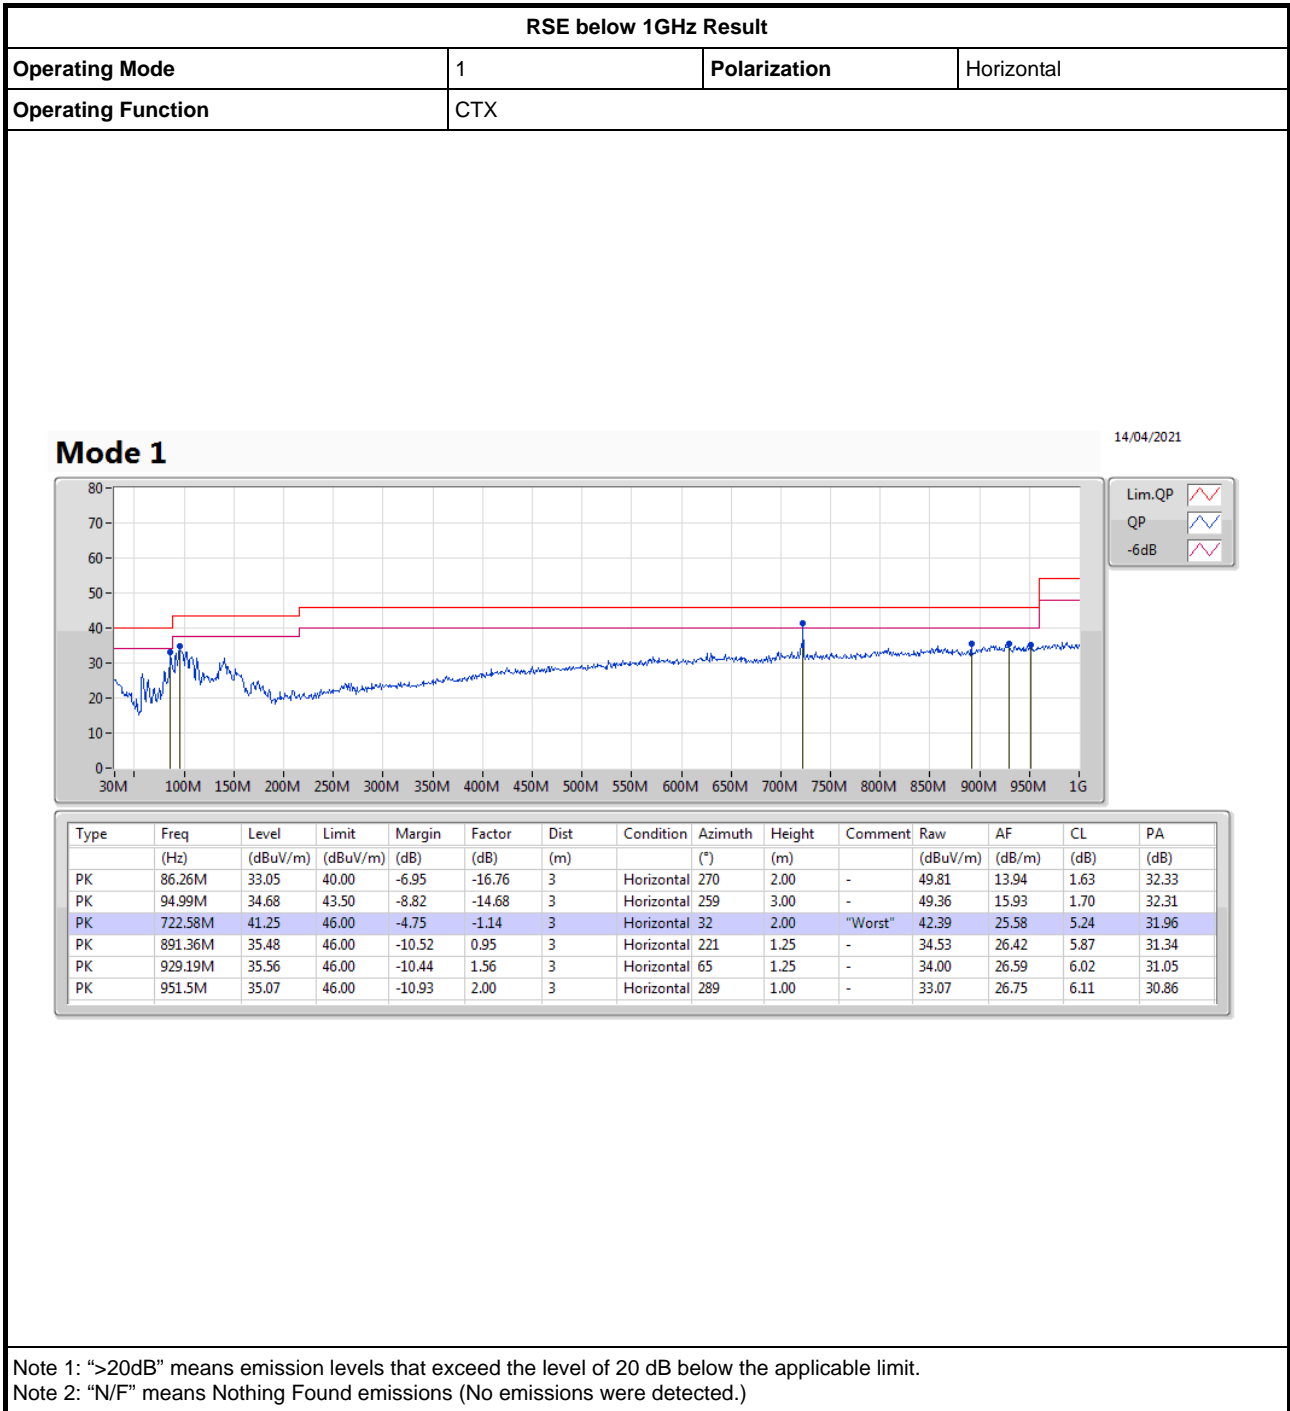 RSE below 1GHz Result
Operating Mode 1 Polarization Horizontal
Operating Function CTX
14/04/2021
Mode 1
Lim.QP
QP
-6dB
80
70
60
50
40
30
20
10
0
30M 100M 150M 200M 250M 300M 350M 400M 450M 500M 550M 600M 650M 700M 750M 800M 850M 900M 950M 1G
Type Freq Level Limit Margin Factor Dist Condition Azimuth Height Comment Raw AF CL PA
(Hz) (dBuV/m) (dBuV/m) (dB) (dB) (m) (°) (m) (dBuV/m) (dB/m) (dB) (dB)
PK 86.26M 33.05 40.00 -6.95 -16.76 3 Horizontal 270 2.00 - 49.81 13.94 1.63 32.33
PK 94.99M 34.68 43.50 -8.82 -14.68 3 Horizontal 259 3.00 - 49.36 15.93 1.70 32.31
PK 722.58M 41.25 46.00 -4.75 -1.14 3 Horizontal 32 2.00 "Worst" 42.39 25.58 5.24 31.96
PK 891.36M 35.48 46.00 -10.52 0.95 3 Horizontal 221 1.25 - 34.53 26.42 5.87 31.34
PK 929.19M 35.56 46.00 -10.44 1.56 3 Horizontal 65 1.25 - 34.00 26.59 6.02 31.05
PK 951.5M 35.07 46.00 -10.93 2.00 3 Horizontal 289 1.00 - 33.07 26.75 6.11 30.86
Note 1: “>20dB” means emission levels that exceed the level of 20 dB below the applicable limit.
Note 2: “N/F” means Nothing Found emissions (No emissions were detected.)